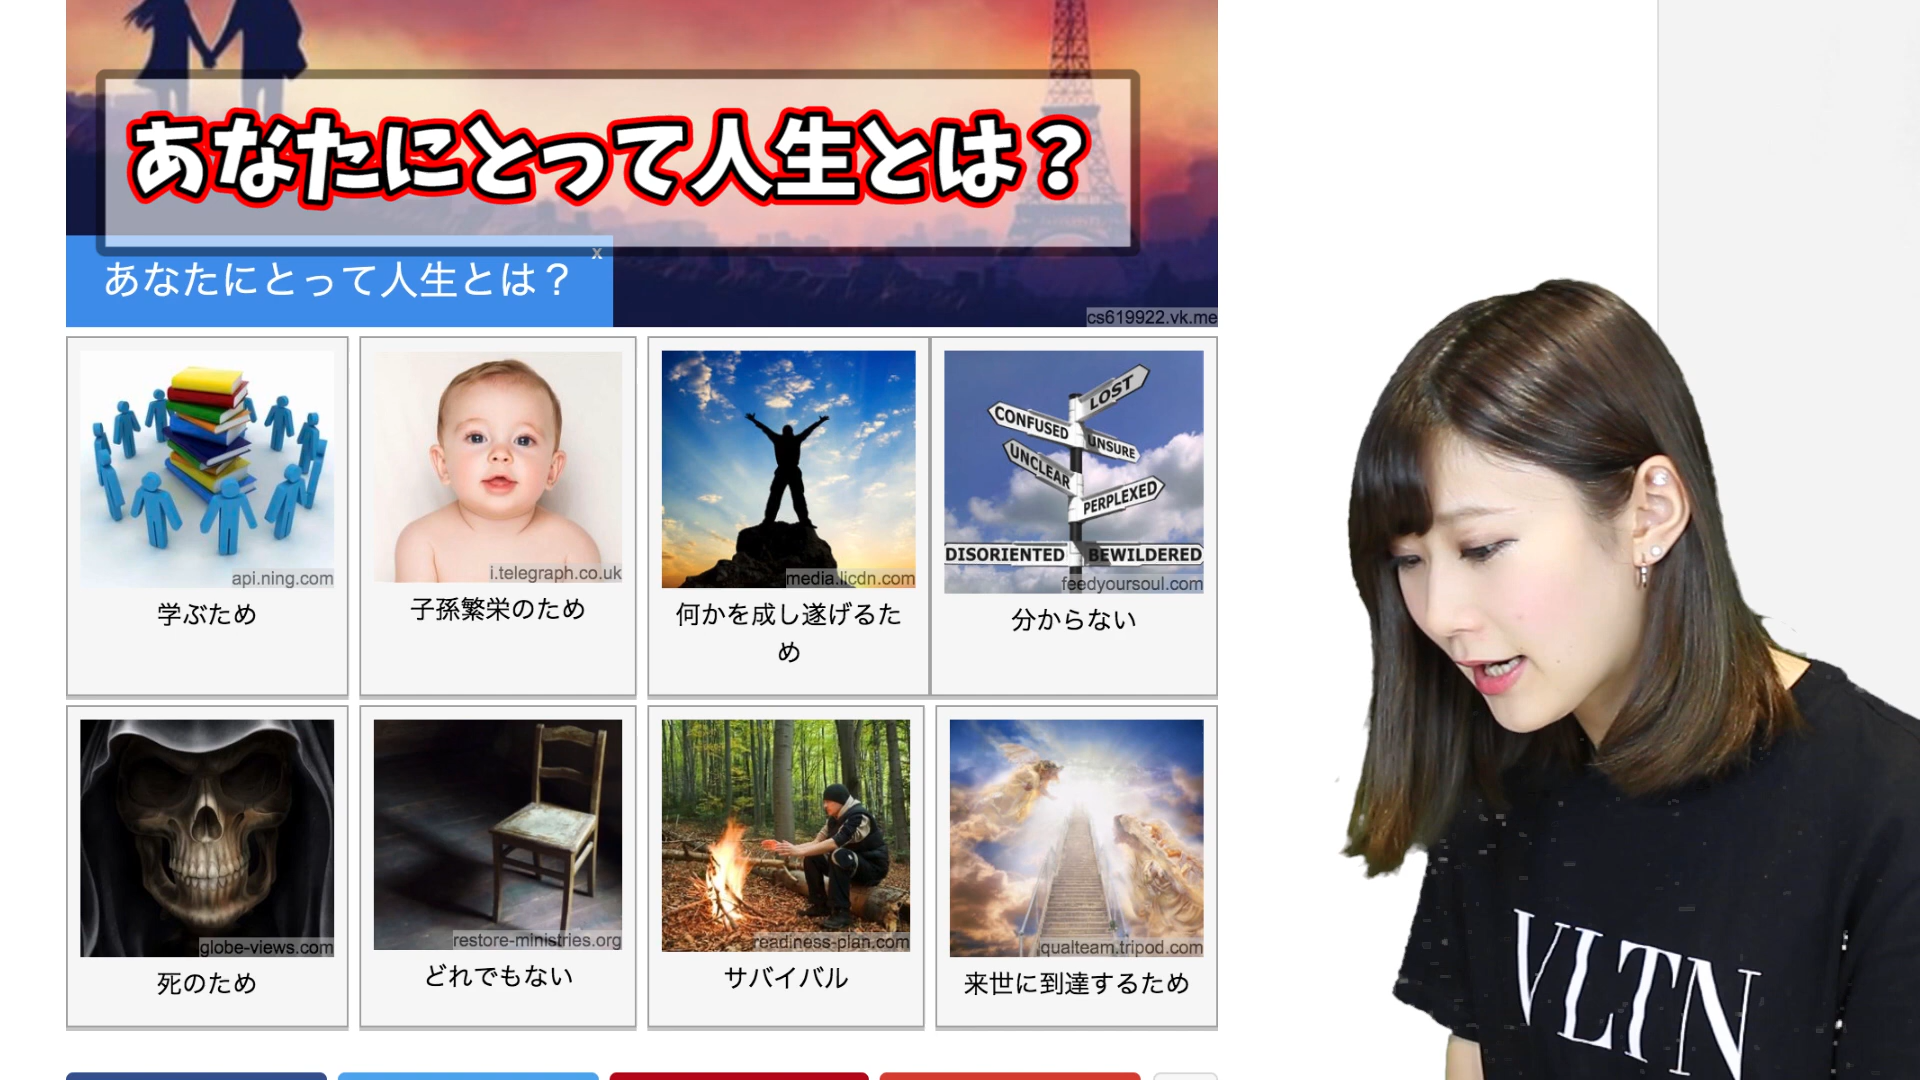 あなたにとって人生とは？
あなたにとって人生とは？
x
cs619922.vk.me
api.ning.com
学ぶため
i.telegraph.co.uk
子孫繁栄のため
media.licdn.com
何かを成し遂げるた
め
LOST
CONFUSED
UNSURE
UNCLEAR
PERPLEXED
DISORIENTED
BEWILDERED
feedyoursoul.com
分からない
globe-views.com
死のため
restore-ministries.org
どれでもない
readiness-plan.com
サバイバル
qualteam.tripod.com
来世に到達するため
VLTN